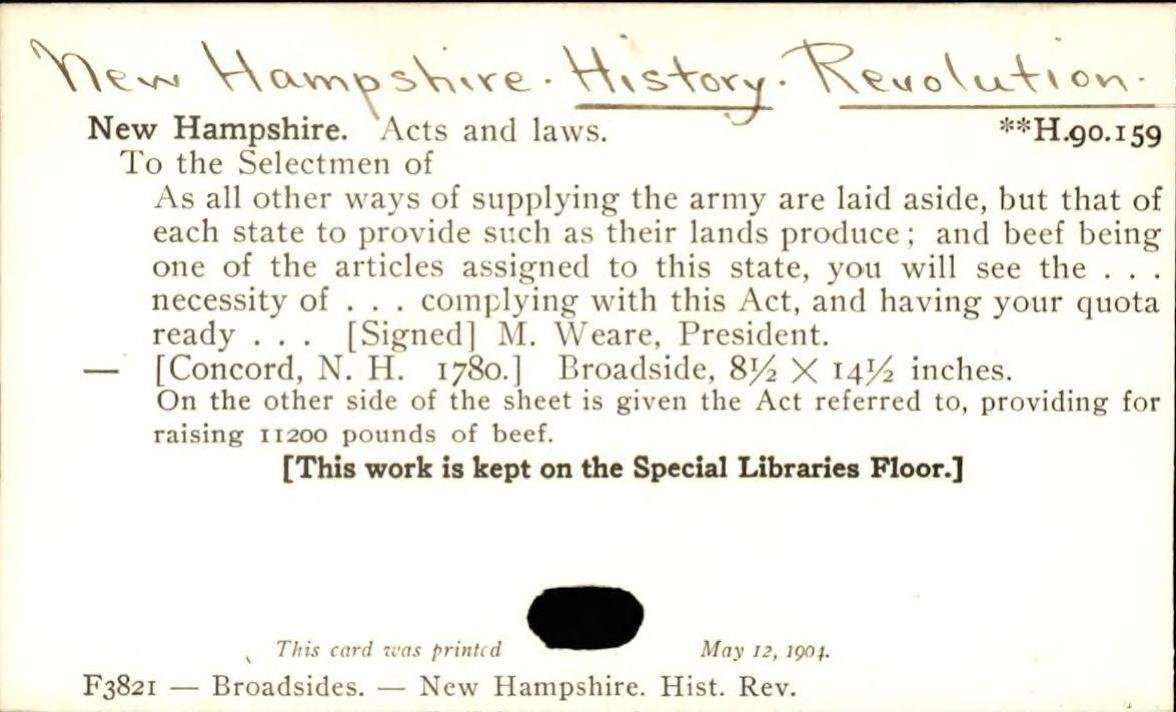 New Hampshire. History. Revolution.
New Hampshire. Acts and laws. **H.90.159
To the Selectmen of
As all other ways of supplying the army are laid aside, but that of
each state to provide such as their lands produce; and beef being
one of the articles assigned to this state, you will see the . . .
necessity of . . . complying with this Act, and having your quota
ready . . . [Signed] M. Weare, President.
— [Concord, N. H. 1780.] Broadside, 8½ × 14½ inches.
On the other side of the sheet is given the Act referred to, providing for
raising 11200 pounds of beef.
[This work is kept on the Special Libraries Floor.]
This card was printed May 12, 1904.
F3821 — Broadsides. — New Hampshire. Hist. Rev.